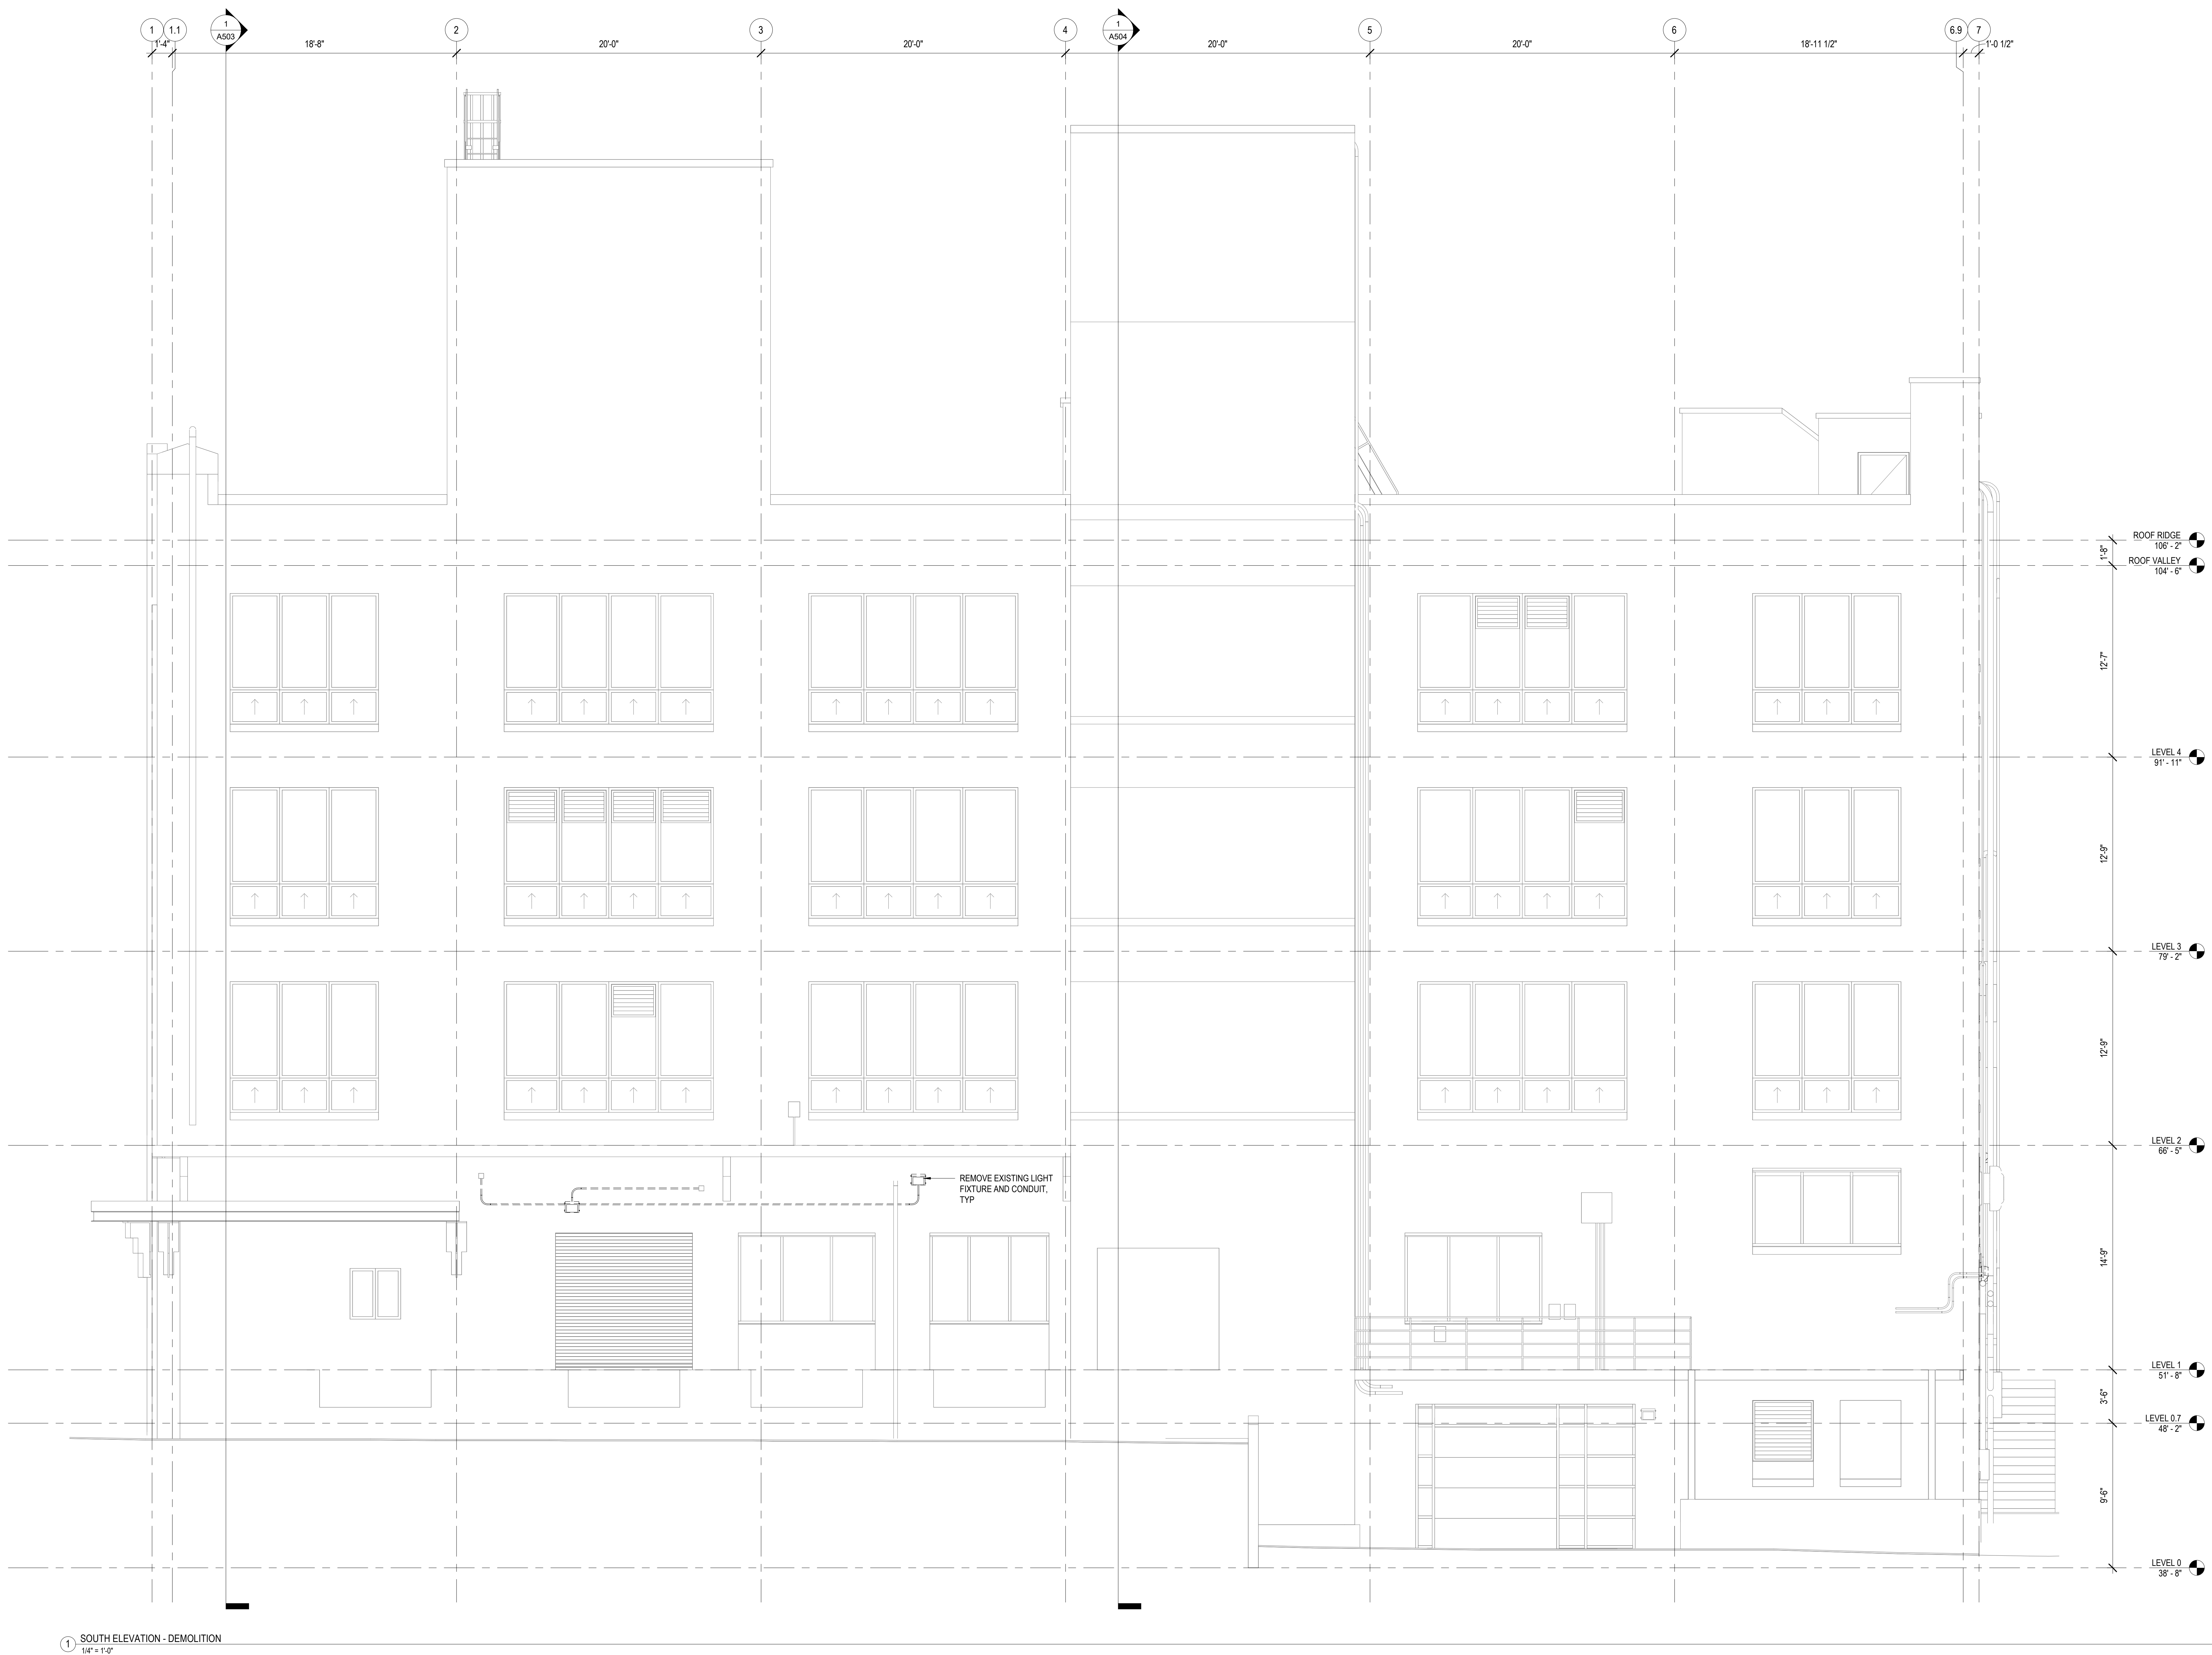 1
1.1
1
A503
2
3
4
1
A504
5
6
6.9
7
1'-4"
18'-8"
20'-0"
20'-0"
20'-0"
20'-0"
18'-11 1/2"
1'-0 1/2"
ROOF RIDGE
106' - 2"
1'-8"
ROOF VALLEY
104' - 6"
12'-7"
LEVEL 4
91' - 11"
12'-9"
LEVEL 3
79' - 2"
12'-9"
LEVEL 2
66' - 5"
REMOVE EXISTING LIGHT
FIXTURE AND CONDUIT,
TYP
14'-9"
LEVEL 1
51' - 8"
3'-6"
LEVEL 0.7
48' - 2"
9'-6"
LEVEL 0
38' - 8"
1
SOUTH ELEVATION - DEMOLITION
1/4" = 1'-0"